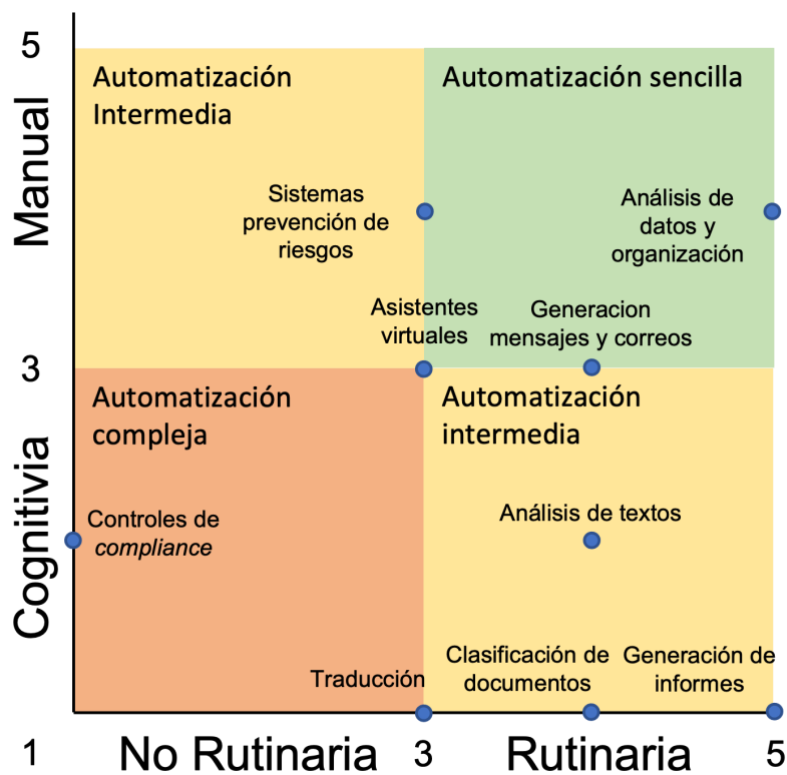 5
Manual
3
Cognitivia
1
Automatización
Intermedia
Automatización sencilla
Sistemas
prevención de
riesgos
Análisis de
datos y
organización
Asistentes
virtuales
Generacion
mensajes y correos
Automatización
compleja
Automatización
intermedia
Controles de
compliance
Análisis de textos
Traducción
Clasificación de
documentos
Generación de
informes
No Rutinaria
3
Rutinaria
5